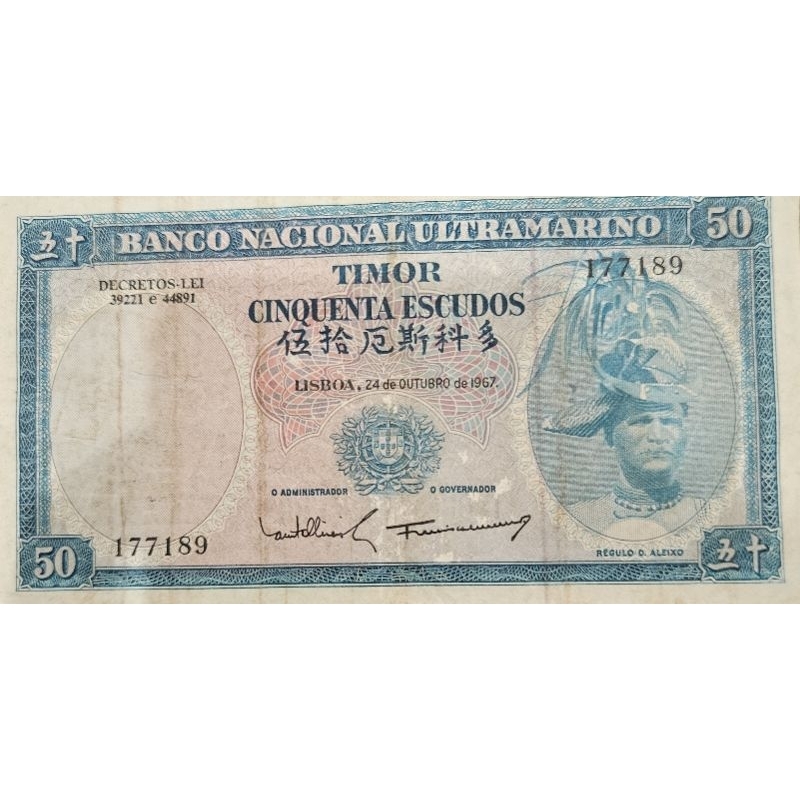 五十 BANCO NACIONAL ULTRAMARINO 50
TIMOR
177189
DECRETOS-LEI
39221 e 44891
CINQUENTA ESCUDOS
伍拾厄斯科多
LISBOA, 24 de OUTUBRO de 1967.
O ADMINISTRADOR O GOVERNADOR
177189
RÉGULO D. ALEIXO
50 五十